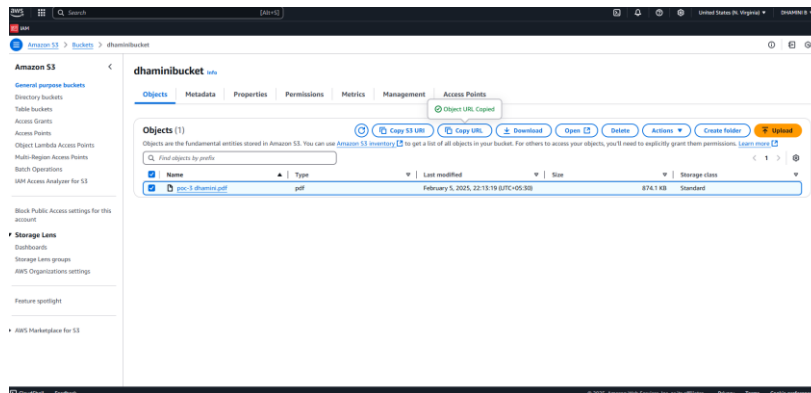 aws
Search
[Alt+S]
United States (N. Virginia)
DHAMINI B
IAM
Amazon S3 > Buckets > dhaminibucket
Amazon S3
General purpose buckets
Directory buckets
Table buckets
Access Grants
Access Points
Object Lambda Access Points
Multi-Region Access Points
Batch Operations
IAM Access Analyzer for S3
Block Public Access settings for this
account
Storage Lens
Dashboards
Storage Lens groups
AWS Organizations settings
Feature spotlight
AWS Marketplace for S3
dhaminibucket Info
Objects Metadata Properties Permissions Metrics Management Access Points
Object URL Copied
Objects (1)
Copy S3 URI Copy URL Download Open Delete Actions Create folder Upload
Objects are the fundamental entities stored in Amazon S3. You can use Amazon S3 inventory to get a list of all objects in your bucket. For others to access your objects, you'll need to explicitly grant them permissions. Learn more
Find objects by prefix
1
Name Type Last modified Size Storage class
poc-3 dhamini.pdf pdf February 5, 2025, 22:13:19 (UTC+05:30) 874.1 KB Standard